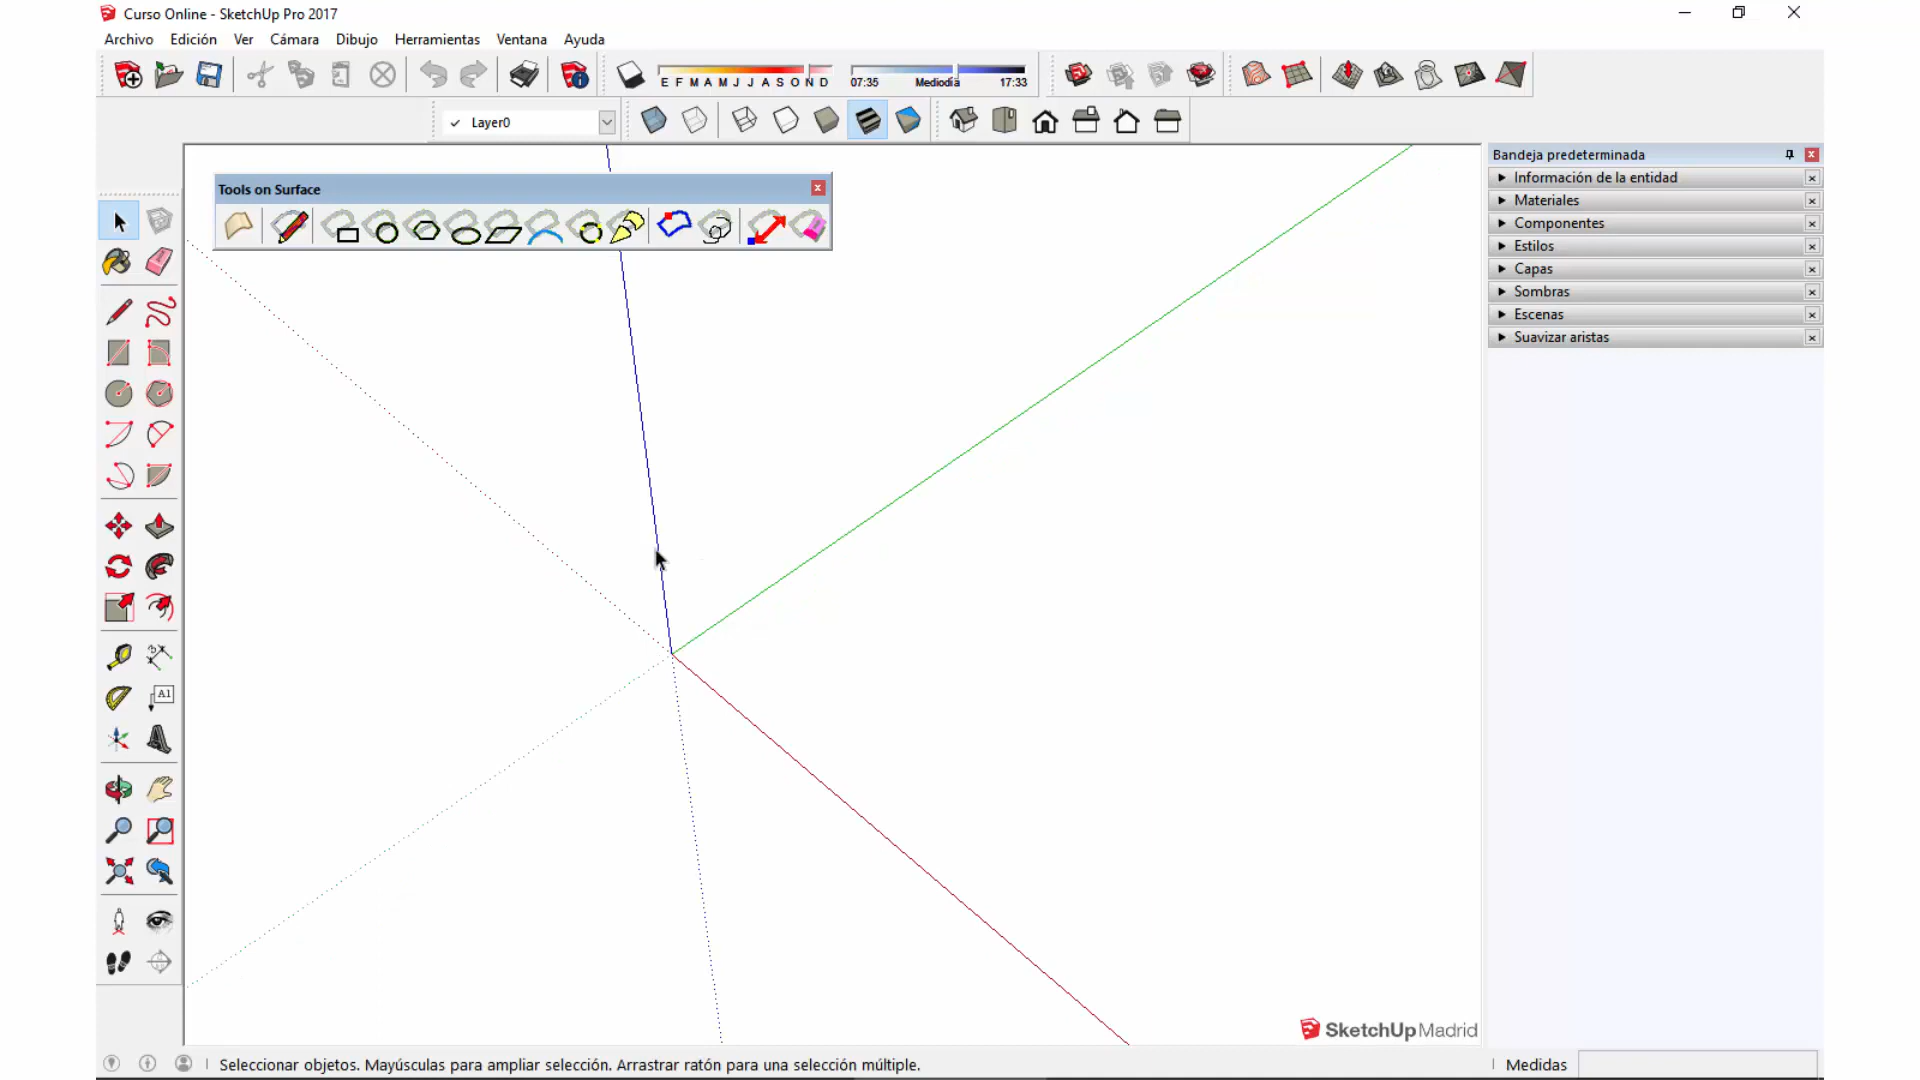 Curso Online - SketchUp Pro 2017
Archivo Edición Ver Cámara Dibujo Herramientas Ventana Ayuda
E F M A M J J A S O N D 07:35 Mediodía 17:33
Layer0
Bandeja predeterminada
Tools on Surface
Información de la entidad
Materiales
Componentes
Estilos
Capas
Sombras
Escenas
Suavizar aristas
A1
SketchUp Madrid
Seleccionar objetos. Mayúsculas para ampliar selección. Arrastrar ratón para una selección múltiple.
Medidas